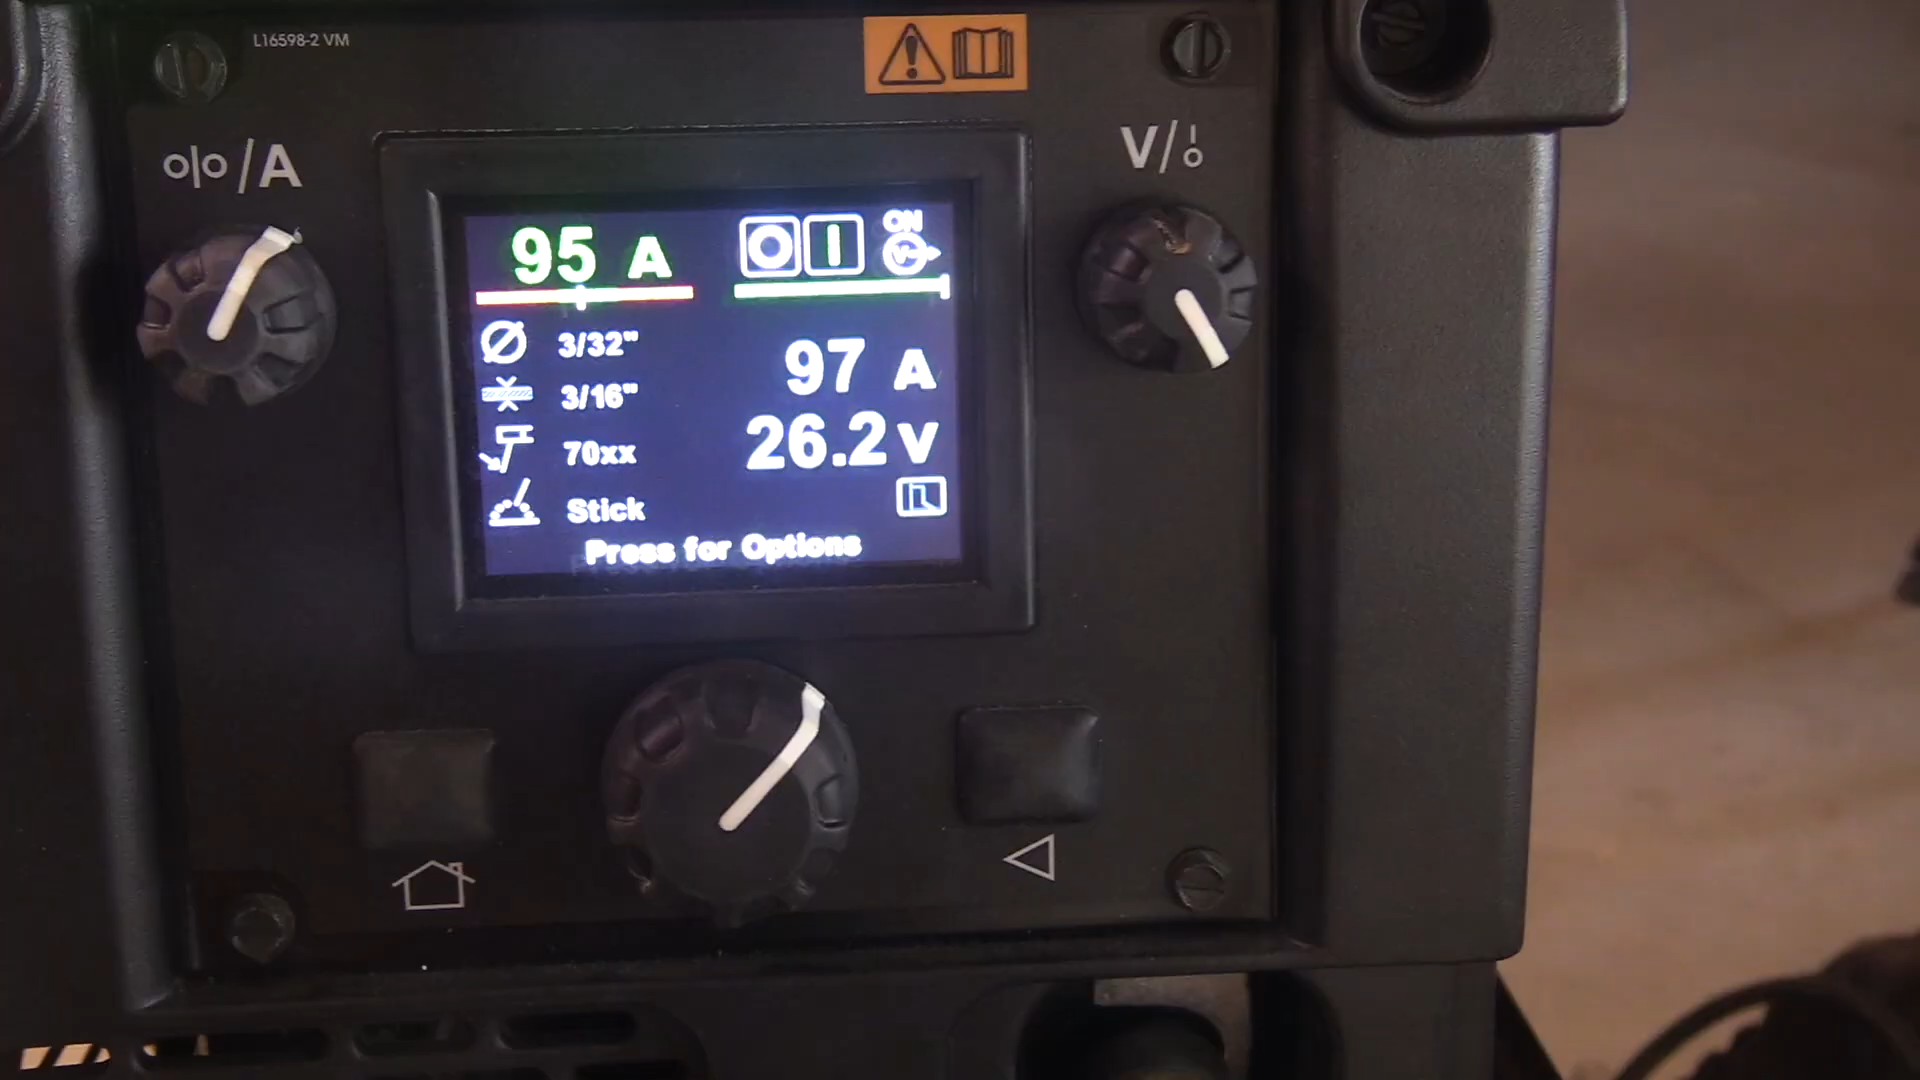 L16598-2 VM
o|o/A
V/
95 A
ON
V
3/32"
3/16"
97 A
70xx
26.2 V
Stick
Press for Options